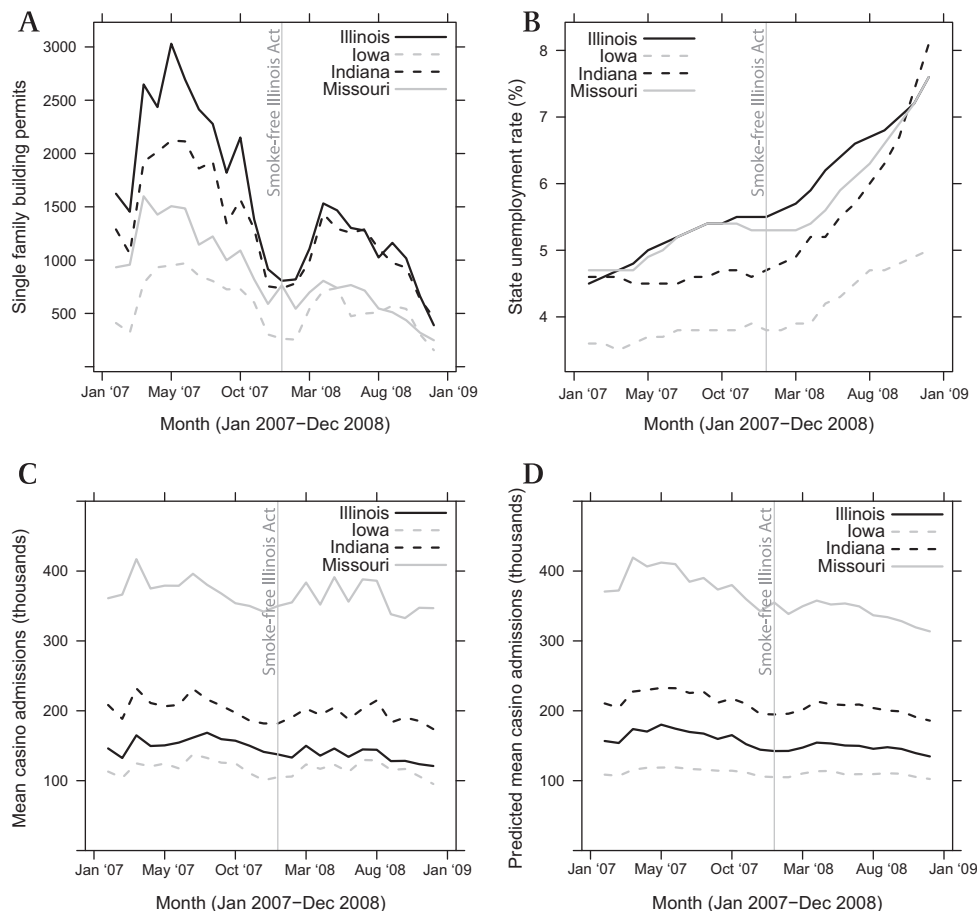 A
Single family building permits
3000
2500
2000
1500
1000
500
Smoke-free Illinois Act
Illinois
Iowa
Indiana
Missouri
Jan ‘07
May ‘07
Oct ‘07
Mar ‘08
Aug ‘08
Jan ‘09
Month (Jan 2007−Dec 2008)
B
State unemployment rate (%)
8
7
6
5
4
Smoke-free Illinois Act
Illinois
Iowa
Indiana
Missouri
Jan ‘07
May ‘07
Oct ‘07
Mar ‘08
Aug ‘08
Jan ‘09
Month (Jan 2007−Dec 2008)
C
Mean casino admissions (thousands)
400
300
200
100
Smoke-free Illinois Act
Illinois
Iowa
Indiana
Missouri
Jan ‘07
May ‘07
Oct ‘07
Mar ‘08
Aug ‘08
Jan ‘09
Month (Jan 2007−Dec 2008)
D
Predicted mean casino admissions (thousands)
400
300
200
100
Smoke-free Illinois Act
Illinois
Iowa
Indiana
Missouri
Jan ‘07
May ‘07
Oct ‘07
Mar ‘08
Aug ‘08
Jan ‘09
Month (Jan 2007−Dec 2008)